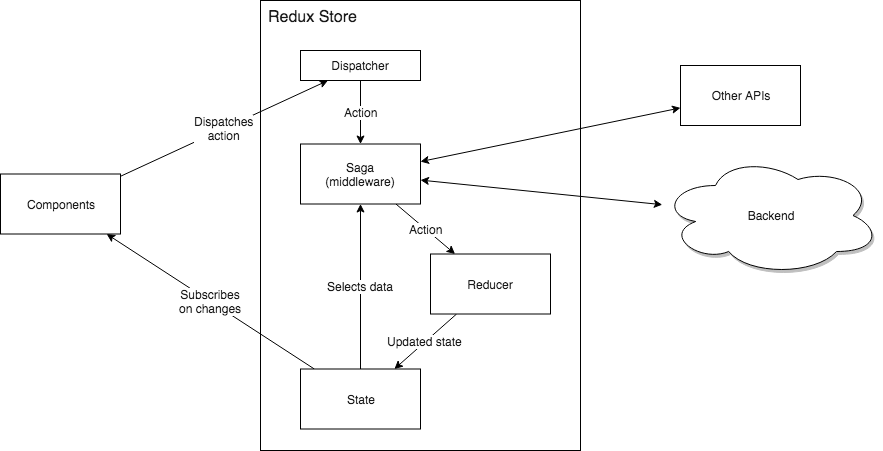 Redux Store
Dispatcher
Action
Dispatches
action
Other APIs
Saga
(middleware)
Components
Backend
Action
Reducer
Selects data
Subscribes
on changes
Updated state
State